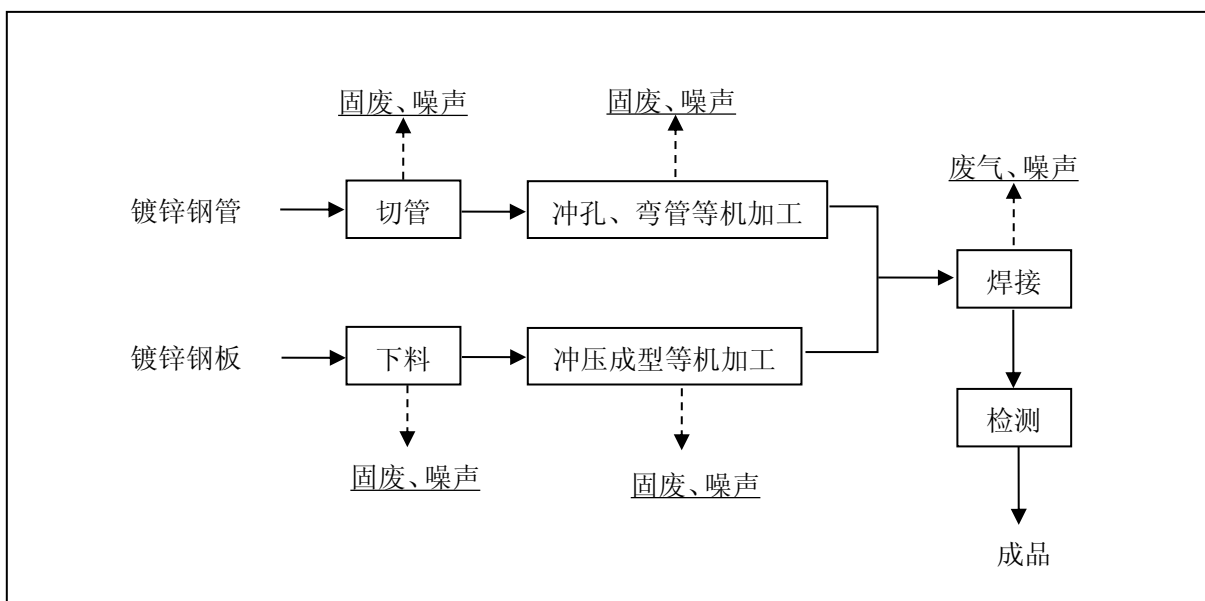 固废、噪声
固废、噪声
废气、噪声
镀锌钢管
切管
冲孔、弯管等机加工
焊接
镀锌钢板
下料
冲压成型等机加工
检测
固废、噪声
固废、噪声
成品